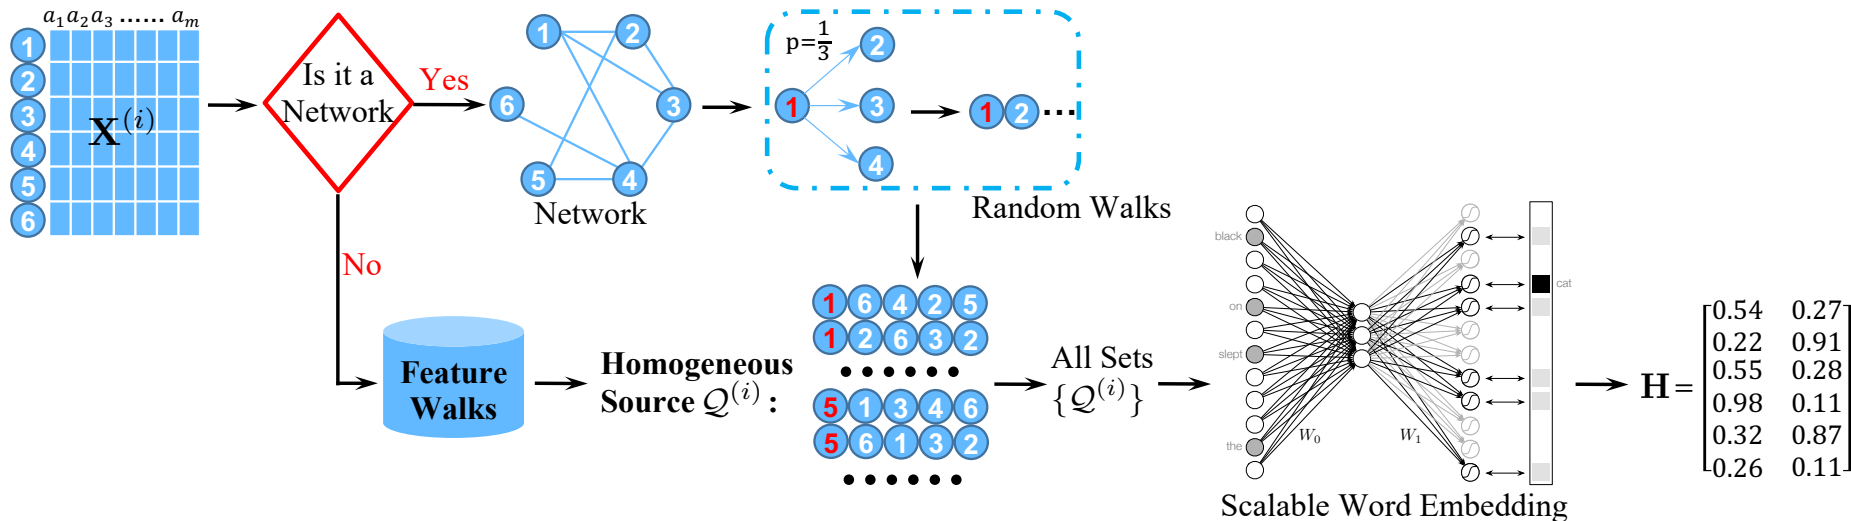 a₁ a₂ a₃ ...... aₘ
1
2
3
4
5
6
X⁽ⁱ⁾
Is it a
Network
Yes
No
1
2
3
4
5
6
Network
p=1/3
1
2
3
4
1 2 ...
Random Walks
Feature
Walks
Homogeneous
Source 𝒬⁽ⁱ⁾ :
1 6 4 2 5
1 2 6 3 2
......
5 1 3 4 6
5 6 1 3 2
......
All Sets
{𝒬⁽ⁱ⁾}
black
on
slept
the
W₀
W₁
cat
Scalable Word Embedding
H =
0.54 0.27
0.22 0.91
0.55 0.28
0.98 0.11
0.32 0.87
0.26 0.11